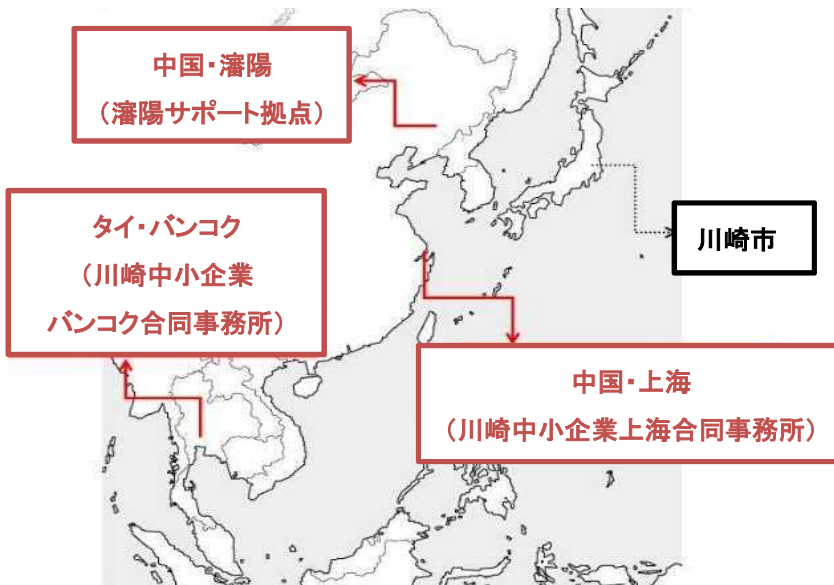 中国・瀋陽
（瀋陽サポート拠点）
タイ・バンコク
（川崎中小企業
バンコク合同事務所）
川崎市
中国・上海
（川崎中小企業上海合同事務所）